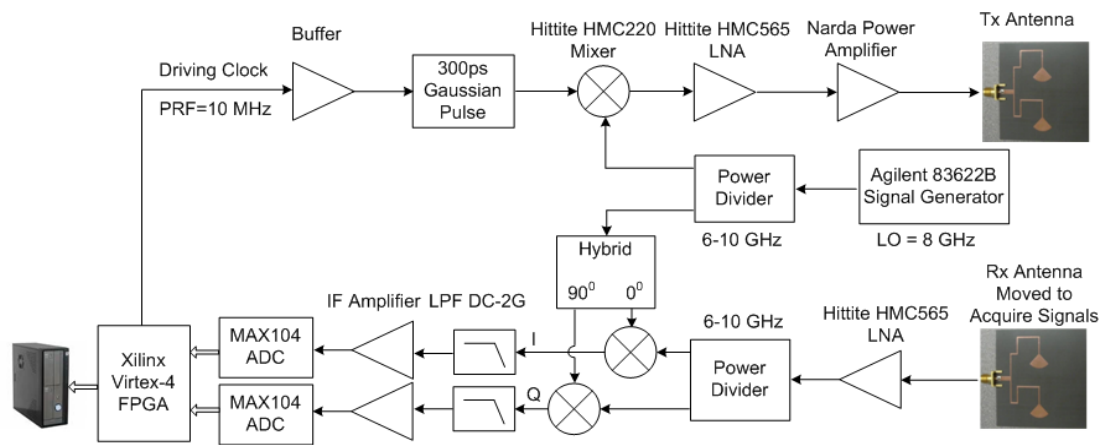 Buffer
Hittite HMC220
Mixer
Hittite HMC565
LNA
Narda Power
Amplifier
Tx Antenna
Driving Clock
PRF=10 MHz
300ps
Gaussian
Pulse
Power
Divider
6-10 GHz
Agilent 83622B
Signal Generator
LO = 8 GHz
Hybrid
90⁰ 0⁰
Rx Antenna
Moved to
Acquire Signals
IF Amplifier
LPF DC-2G
6-10 GHz
Hittite HMC565
LNA
Xilinx
Virtex-4
FPGA
MAX104
ADC
I
Power
Divider
MAX104
ADC
Q